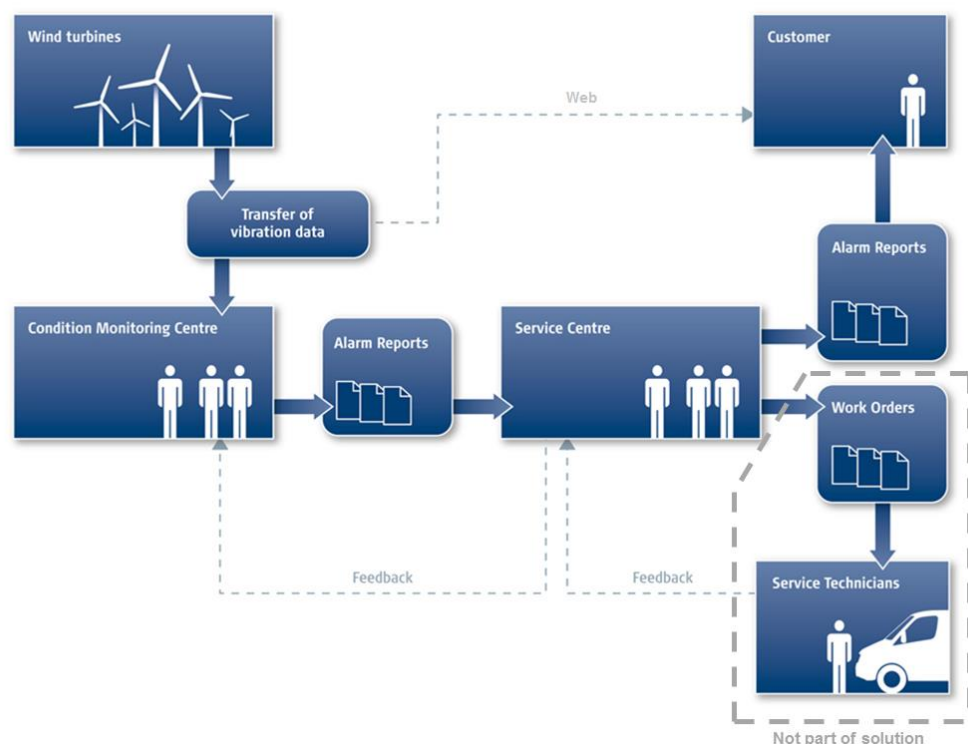 Wind turbines
Customer
Web
Transfer of
vibration data
Alarm Reports
Condition Monitoring Centre
Alarm Reports
Service Centre
Work Orders
Feedback
Feedback
Service Technicians
Not part of solution